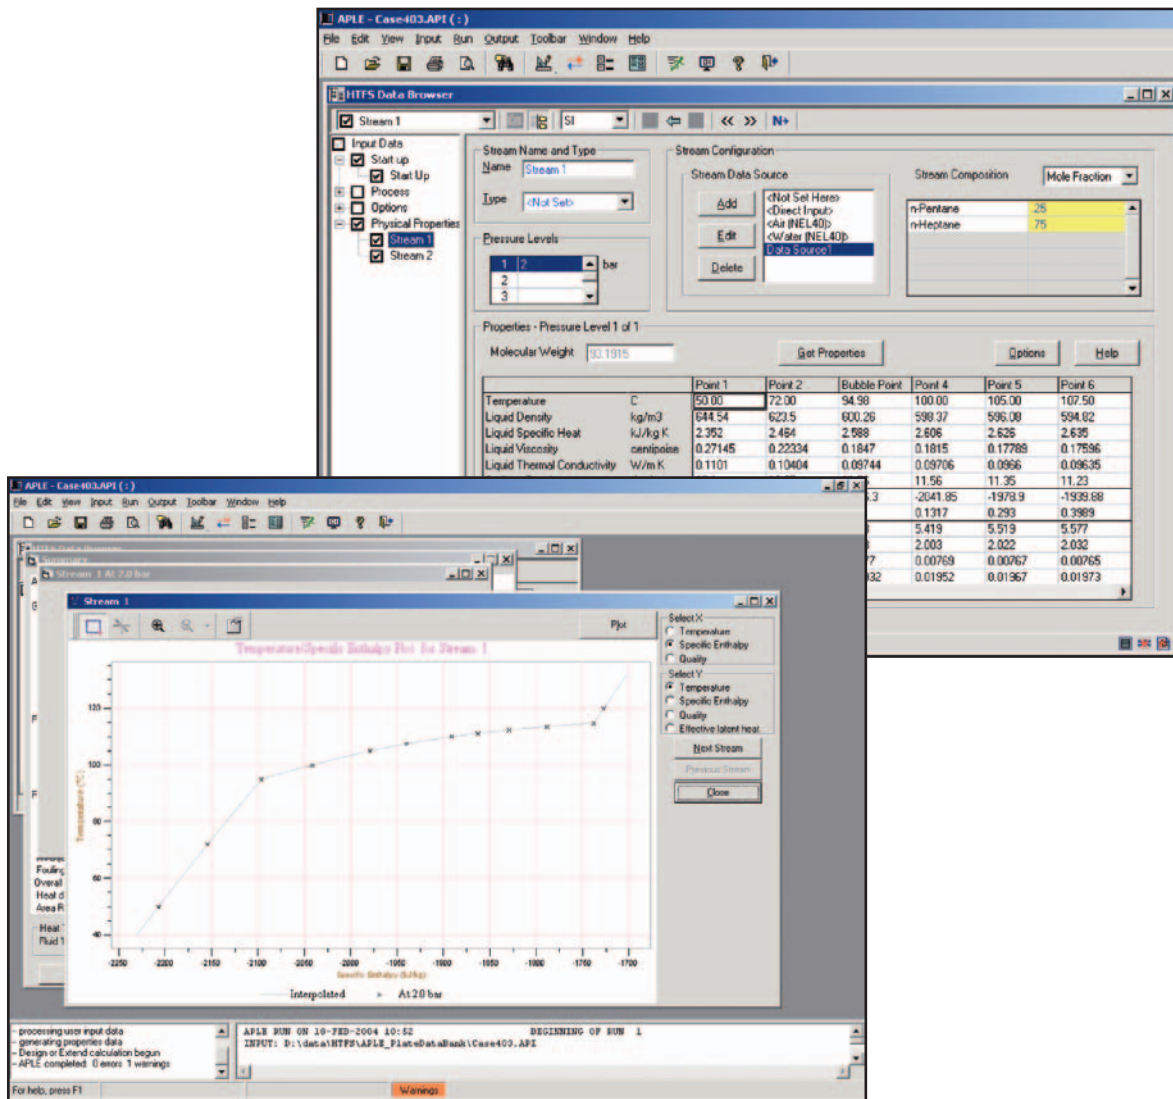 APLE - Case403.API ( : )
File Edit View Input Run Output Toolbar Window Help
HTFS Data Browser
Stream 1 SI N+
Input Data
Start up
Start Up
Process
Options
Physical Properties
Stream 1
Stream 2
Stream Name and Type
Name Stream 1
Type <Not Set>
Pressure Levels
1 2 bar
2
3
Stream Configuration
Stream Data Source
Add
Edit
Delete
<Not Set Here>
<Direct Input>
<Air (NEL40)>
<Water (NEL40)>
Data Source1
Stream Composition Mole Fraction
n-Pentane .25
n-Heptane .75
Properties - Pressure Level 1 of 1
Molecular Weight 93.1915 Get Properties Options Help
Point 1 Point 2 Bubble Point Point 4 Point 5 Point 6
Temperature C 50.00 72.00 94.98 100.00 105.00 107.50
Liquid Density kg/m3 644.54 623.5 600.26 598.37 596.08 594.82
Liquid Specific Heat kJ/kg K 2.352 2.464 2.588 2.606 2.626 2.635
Liquid Viscosity centipoise 0.27145 0.22334 0.1847 0.1815 0.17789 0.17596
Liquid Thermal Conductivity W/m K 0.1101 0.10404 0.09744 0.09706 0.0966 0.09635
11.56 11.35 11.23
-2041.85 -1978.9 -1939.88
0.1317 0.293 0.3989
5.419 5.519 5.577
2.003 2.022 2.032
0.00769 0.00767 0.00765
0.01952 0.01967 0.01973
APLE - Case403.API ( : )
File Edit View Input Run Output Toolbar Window Help
HTFS Data Browser
Summary
Stream 1 At 2.0 bar
Stream 1
Plot
Temperature/Specific Enthalpy Plot for Stream 1
Select X
Temperature
Specific Enthalpy
Quality
Select Y
Temperature
Specific Enthalpy
Quality
Effective latent heat
Next Stream
Previous Stream
Close
Temperature (°C)
120
100
80
60
40
-2250 -2200 -2150 -2100 -2050 -2000 -1950 -1900 -1850 -1800 -1750 -1700
Specific Enthalpy (kJ/kg)
Interpolated × At 2.0 bar
Fouling
Overall
Heat d
Area R
Heat
Fluid 1
- processing user input data
- generating properties data
- Design or Extend calculation begun
- APLE completed: 0 errors 1 warnings
APLE RUN ON 10-FEB-2004 10:52 BEGINNING OF RUN 1
INPUT: D:\data\HTFS\APLE_PlateDataBank\Case403.API
For help, press F1 Warnings